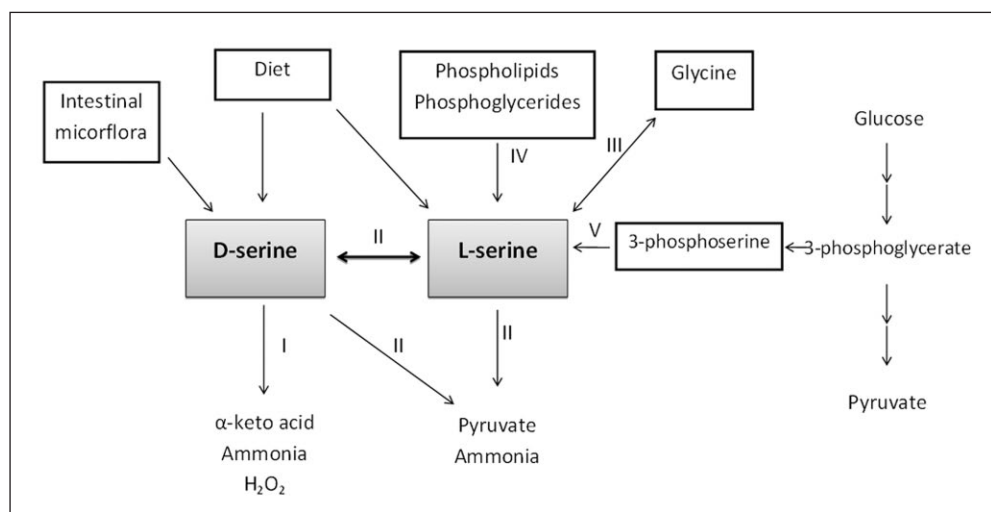 Intestinal
micorflora
Diet
Phospholipids
Phosphoglycerides
Glycine
Glucose
IV
III
D-serine
II
L-serine
V
3-phosphoserine
3-phosphoglycerate
I
II
II
α-keto acid
Ammonia
H₂O₂
Pyruvate
Ammonia
Pyruvate